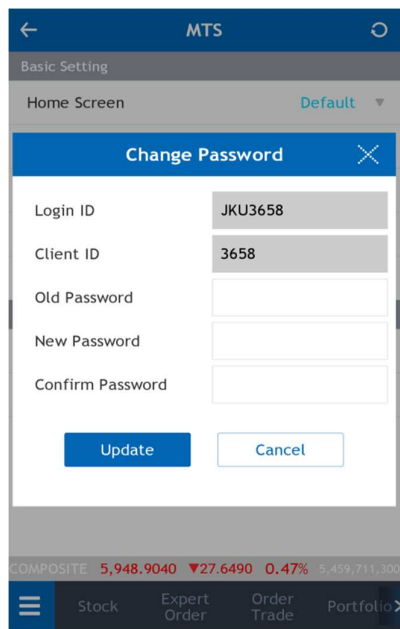 MTS
Basic Setting
Home Screen Default ▼
Change Password
Login ID JKU3658
Client ID 3658
Old Password
New Password
Confirm Password
Update Cancel
COMPOSITE 5,948.9040 ▼27.6490 0.47% 5,459,711,300
Stock Expert Order Order Trade Portfolio